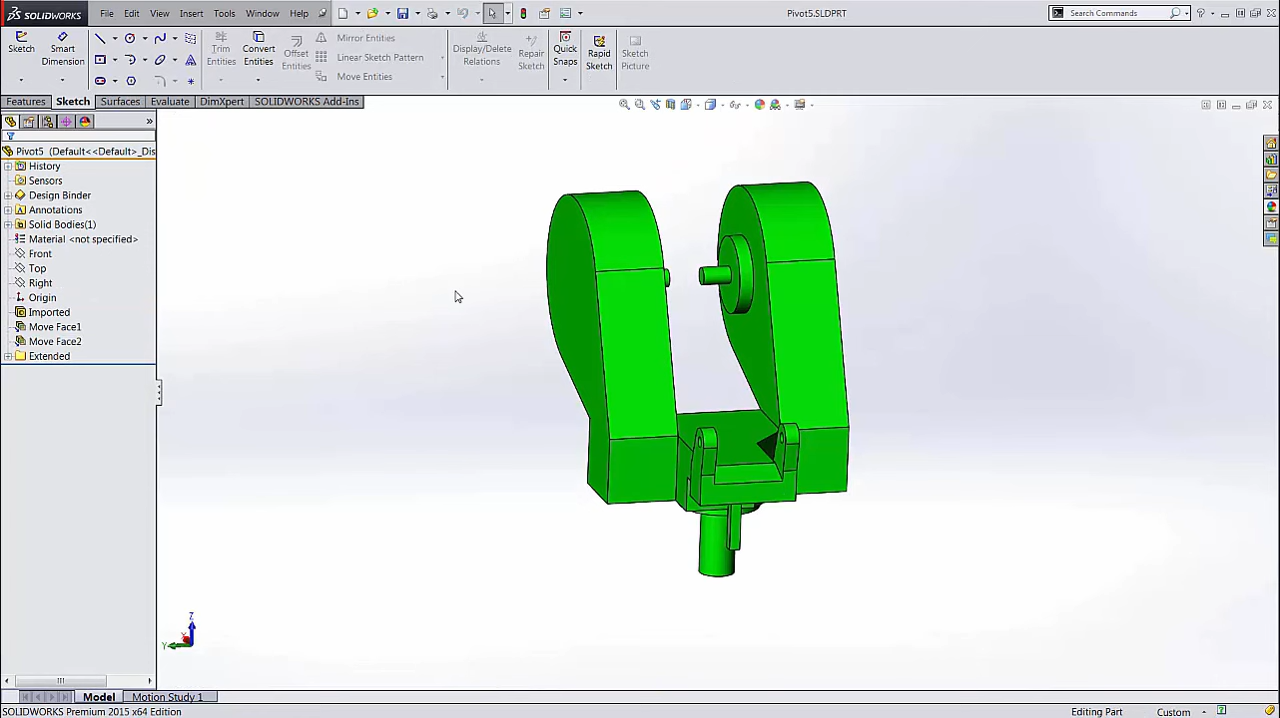 SOLIDWORKS
File
Edit
View
Insert
Tools
Window
Help
Pivot5.SLDPRT
Search Commands
Sketch
Smart
Dimension
Trim
Entities
Convert
Entities
Offset
Entities
Mirror Entities
Linear Sketch Pattern
Move Entities
Display/Delete
Relations
Repair
Sketch
Quick
Snaps
Rapid
Sketch
Sketch
Picture
Features
Sketch
Surfaces
Evaluate
DimXpert
SOLIDWORKS Add-Ins
Pivot5 (Default<<Default>_Dis
History
Sensors
Design Binder
Annotations
Solid Bodies(1)
Material <not specified>
Front
Top
Right
Origin
Imported
Move Face1
Move Face2
Extended
Z
Y
X
Model
Motion Study 1
SOLIDWORKS Premium 2015 x64 Edition
Editing Part
Custom